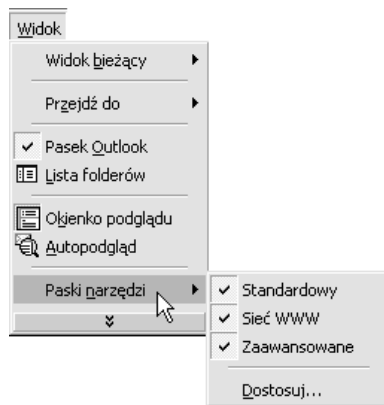 Widok
Widok bieżący
Przejdź do
Pasek Outlook
Lista folderów
Okienko podglądu
Autopodgląd
Paski narzędzi
Standardowy
Sieć WWW
Zaawansowane
Dostosuj...